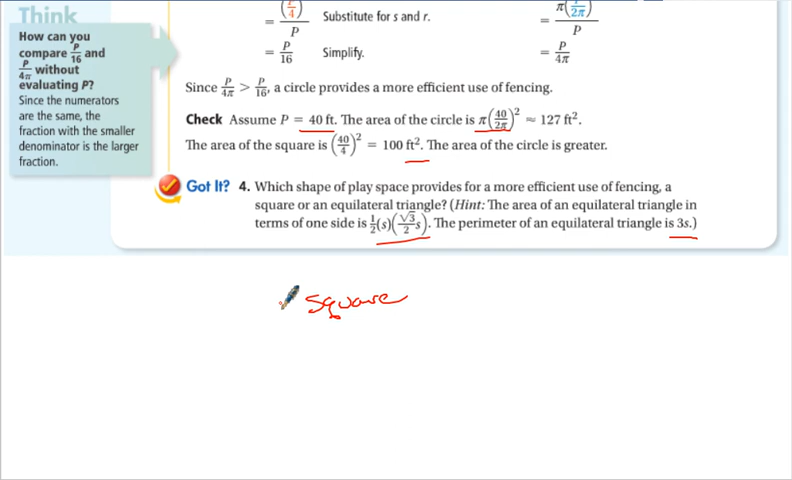 Think
How can you
compare P/16 and
P/4π without
evaluating P?
Since the numerators
are the same, the
fraction with the smaller
denominator is the larger
fraction.
= (P/4)/P Substitute for s and r. = π(P/2π)/P
= P/16 Simplify. = P/4π
Since P/4π > P/16, a circle provides a more efficient use of fencing.
Check Assume P = 40 ft. The area of the circle is π(40/2π)² ≈ 127 ft².
The area of the square is (40/4)² = 100 ft². The area of the circle is greater.
Got It? 4. Which shape of play space provides for a more efficient use of fencing, a
square or an equilateral triangle? (Hint: The area of an equilateral triangle in
terms of one side is ½(s)(√3/2 s). The perimeter of an equilateral triangle is 3s.)
square